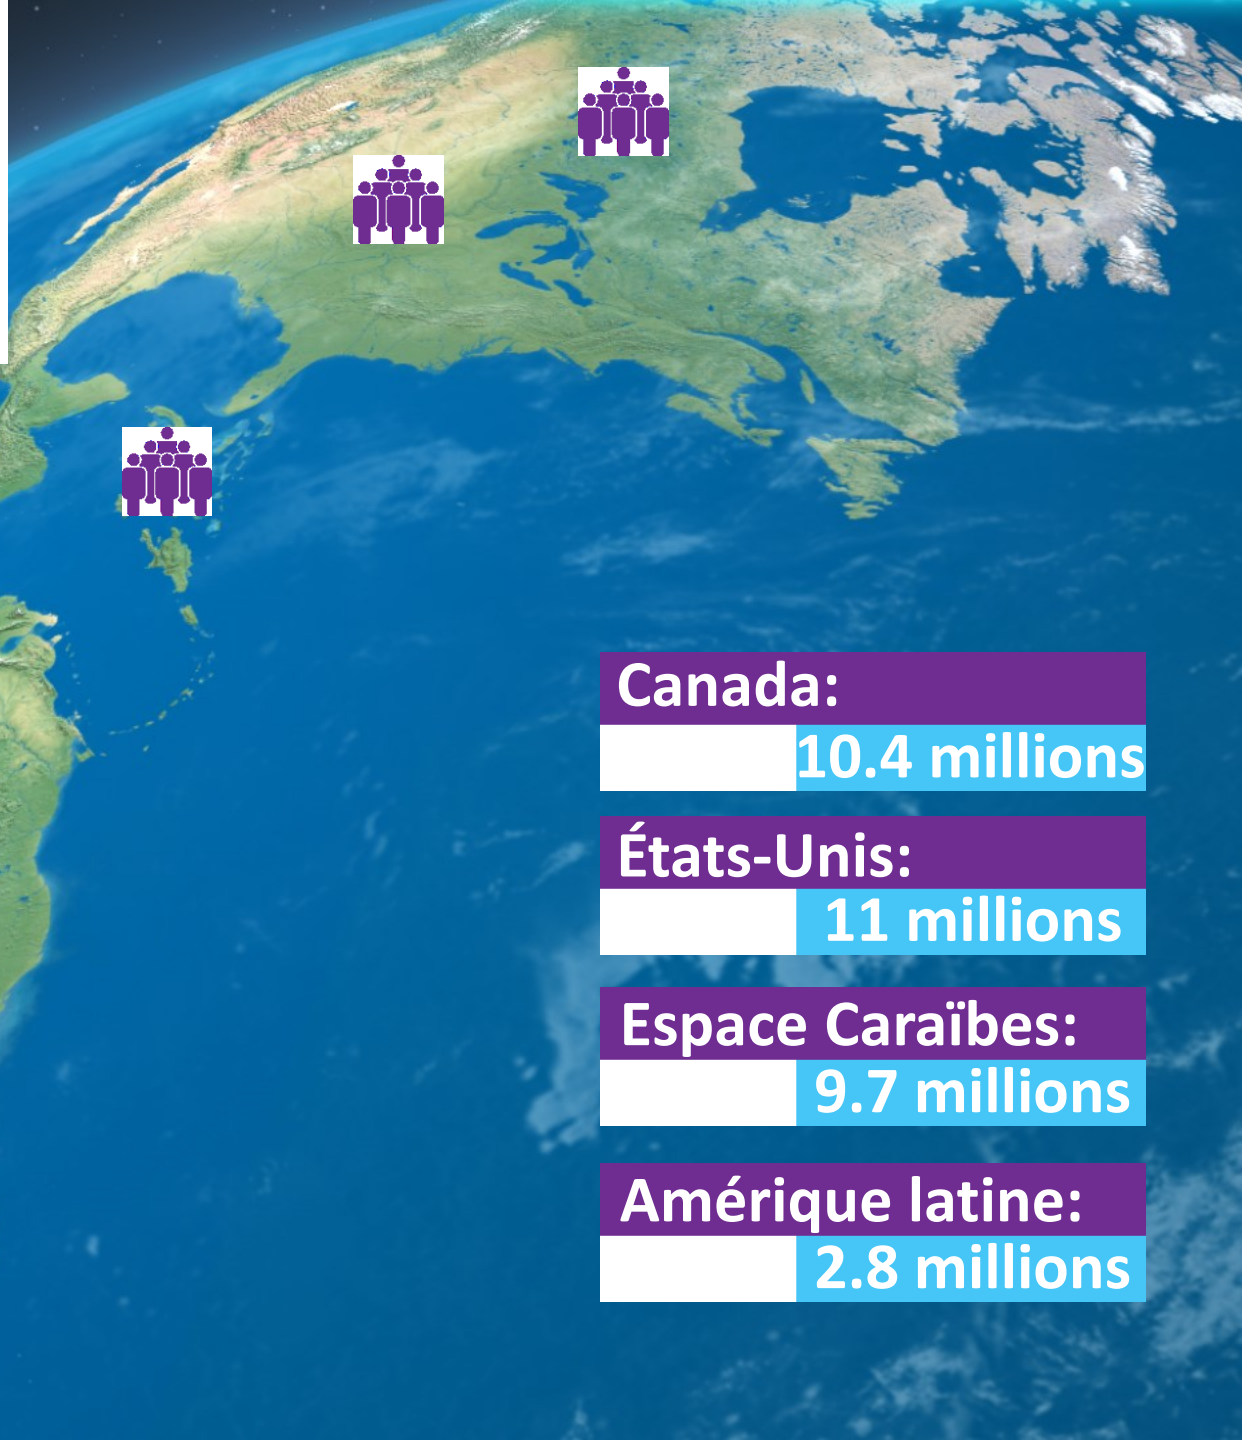 Canada:
10.4 millions
États-Unis:
11 millions
Espace Caraïbes:
9.7 millions
Amérique latine:
2.8 millions